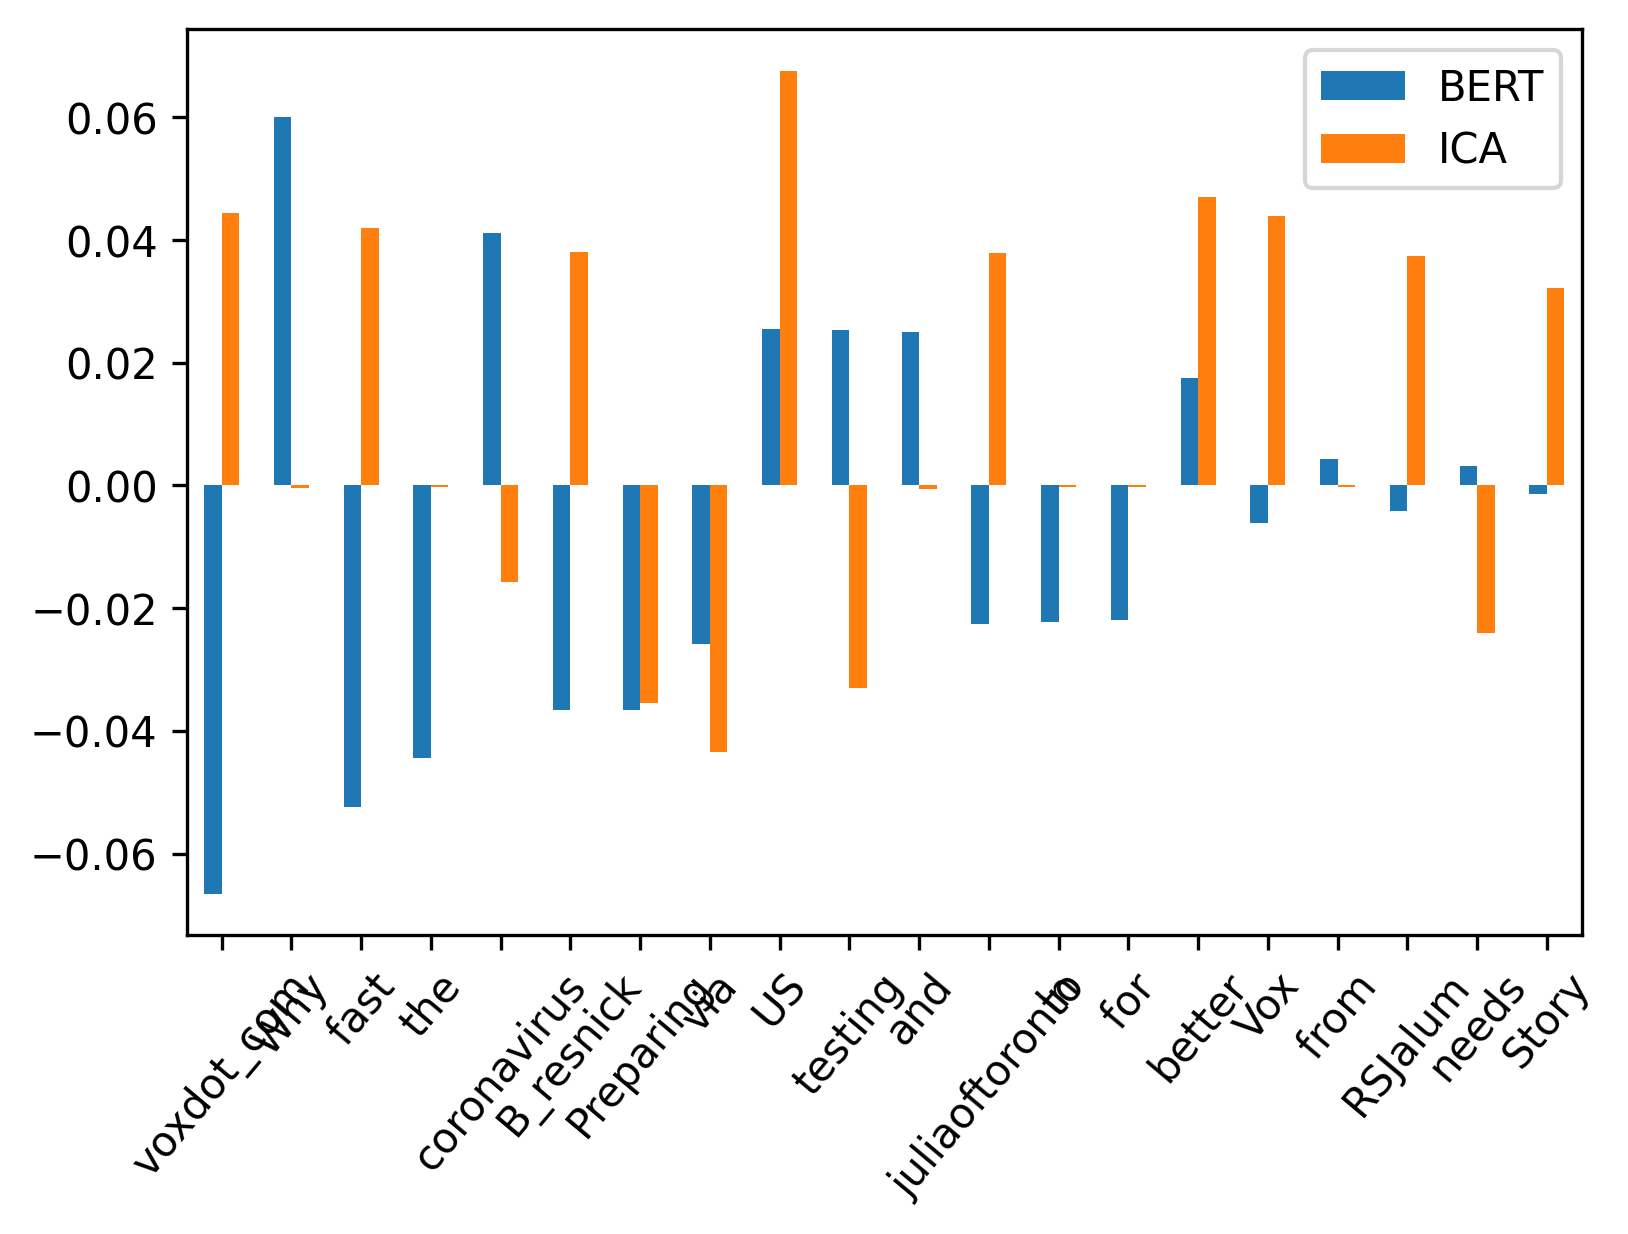 BERT
ICA
0.06
0.04
0.02
0.00
−0.02
−0.04
−0.06
voxdot_com
Why
fast
the
coronavirus
B_resnick
Preparing
via
US
testing
and
juliaoftoronto
to
for
better
Vox
from
RSJalum
needs
Story